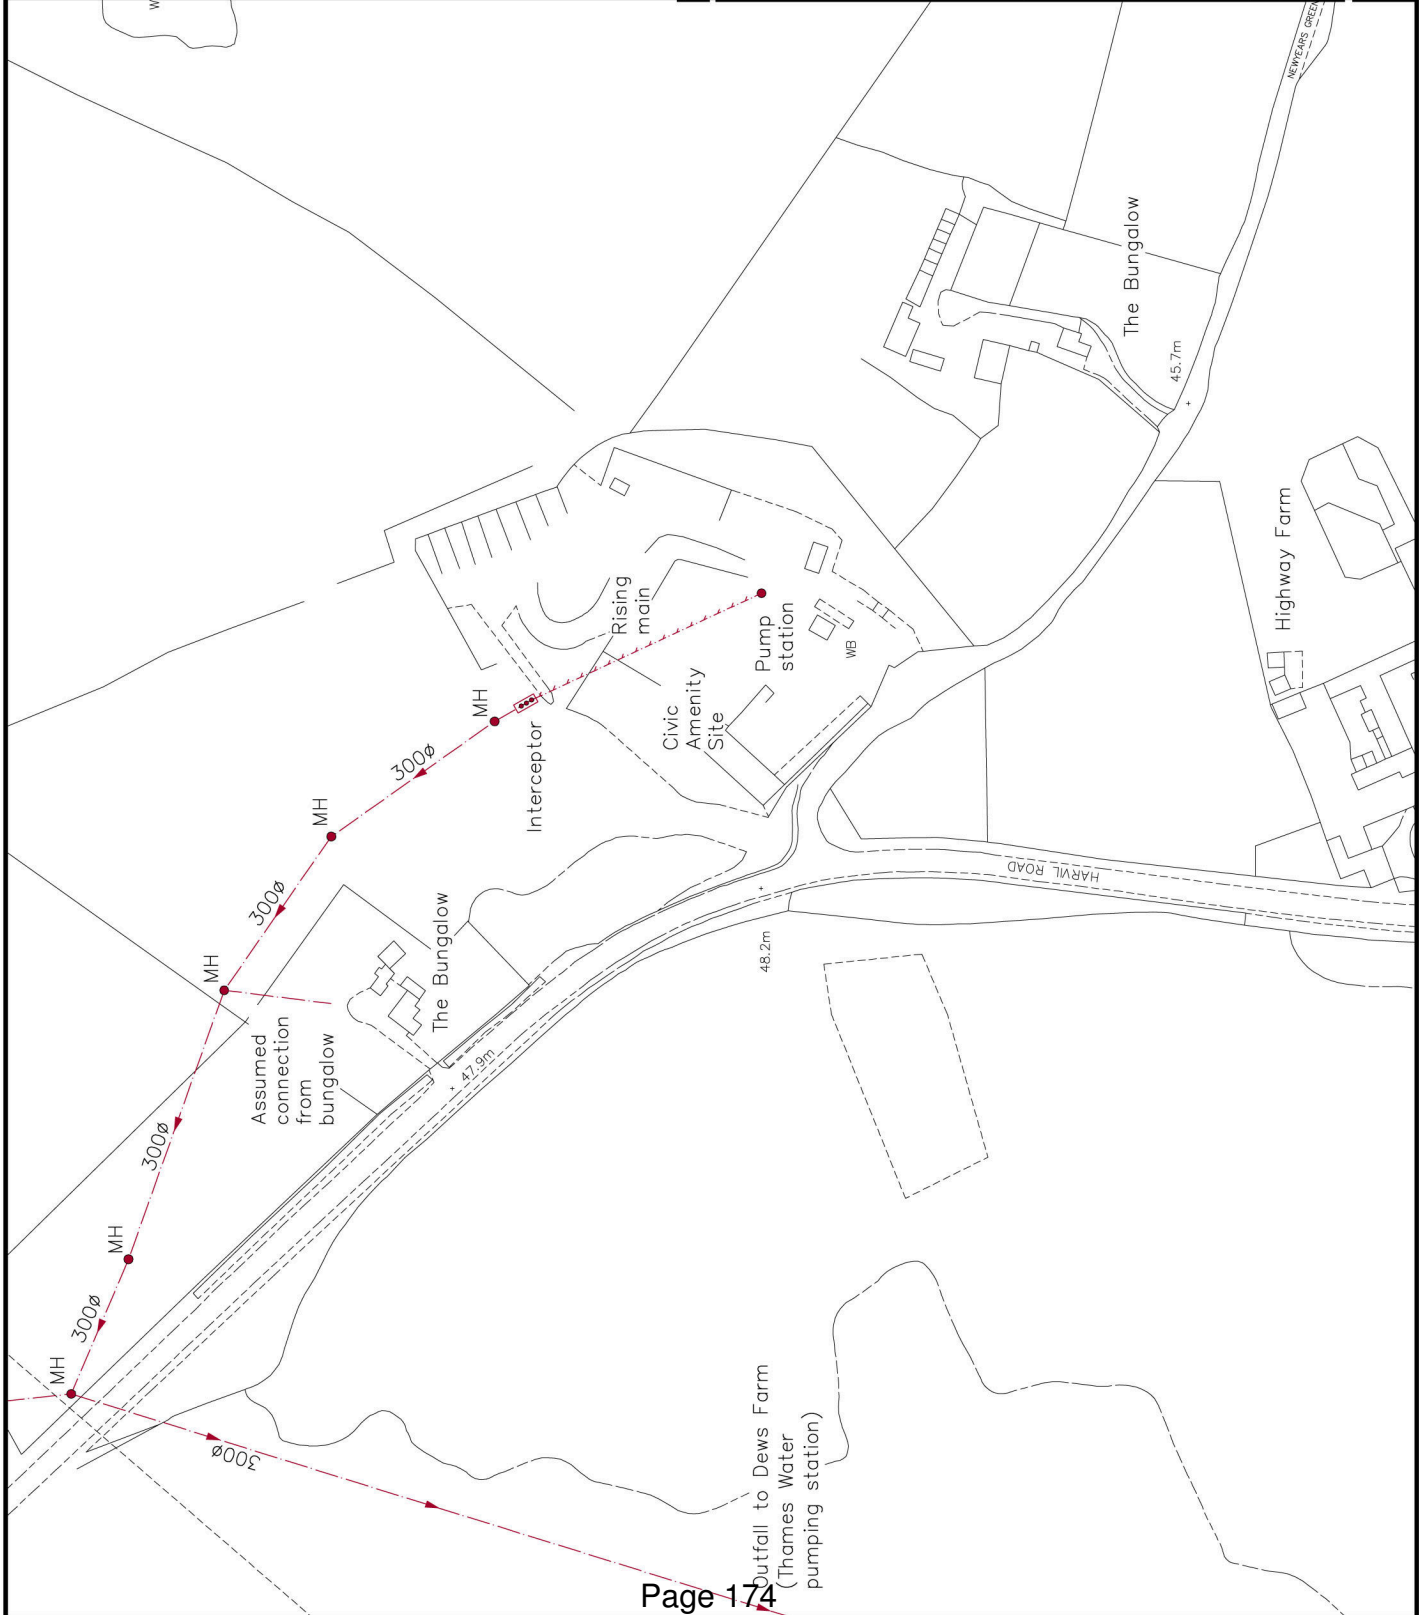 W
NEWYEARS GREEN
The Bungalow
45.7m
Highway Farm
Rising
main
Pump
station
WB
Civic
Amenity
Site
MH
Interceptor
300ø
MH
300ø
MH
The Bungalow
HARVIL ROAD
48.2m
47.9m
Assumed
connection
from
bungalow
300ø
MH
300ø
MH
300ø
Outfall to Dews Farm
(Thames Water
pumping station)
Page 174